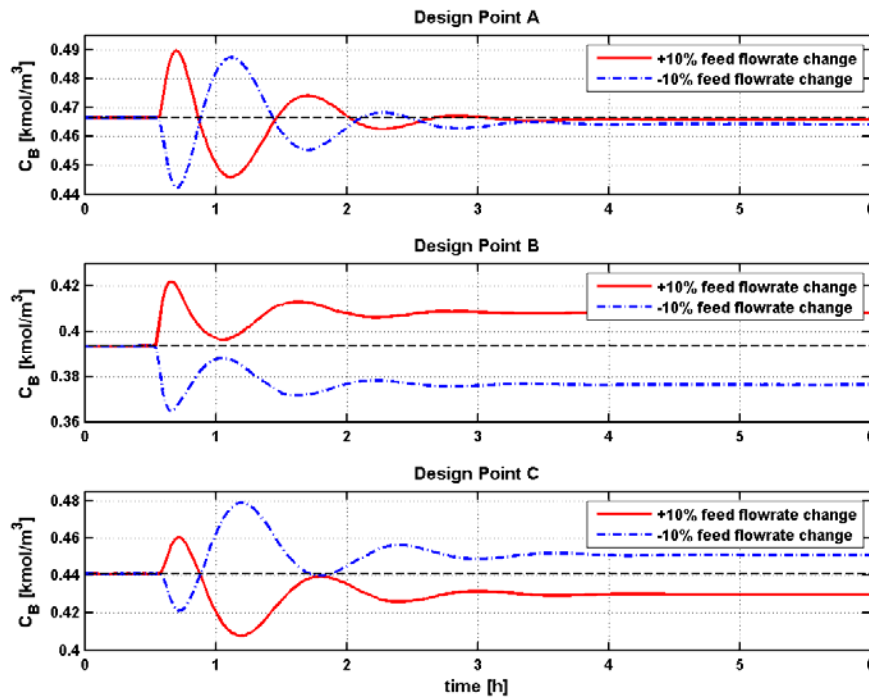 Design Point A
C_B [kmol/m^3]
0.49
0.48
0.47
0.46
0.45
0.44
+10% feed flowrate change
-10% feed flowrate change
0 1 2 3 4 5 6
Design Point B
C_B [kmol/m^3]
0.42
0.4
0.38
0.36
+10% feed flowrate change
-10% feed flowrate change
0 1 2 3 4 5 6
Design Point C
C_B [kmol/m^3]
0.48
0.46
0.44
0.42
0.4
+10% feed flowrate change
-10% feed flowrate change
0 1 2 3 4 5 6
time [h]